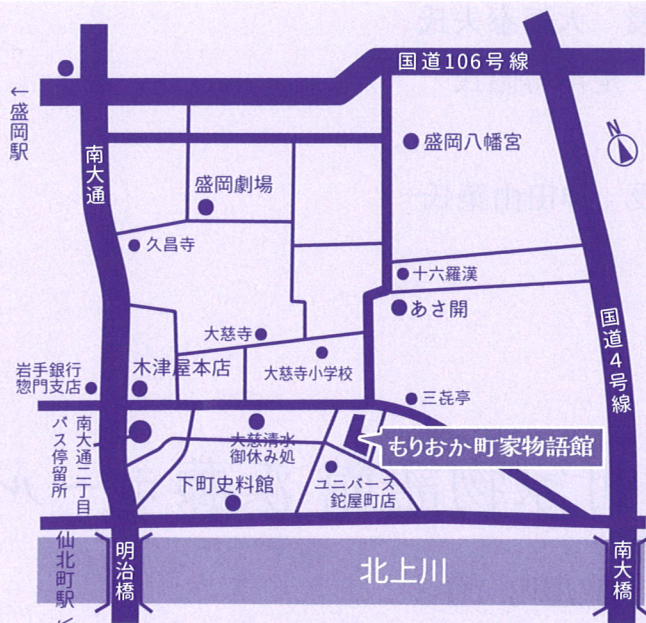 国道106号線
←盛岡駅
盛岡八幡宮
N
南大通
盛岡劇場
久昌寺
十六羅漢
あさ開
国道4号線
大慈寺
木津屋本店
大慈寺小学校
岩手銀行
惣門支店
三㐂亭
南大通二丁目
バス停留所
大慈清水
御休み処
もりおか町家物語館
下町史料館
ユニバース
鉈屋町店
仙北町駅
明治橋
北上川
南大橋